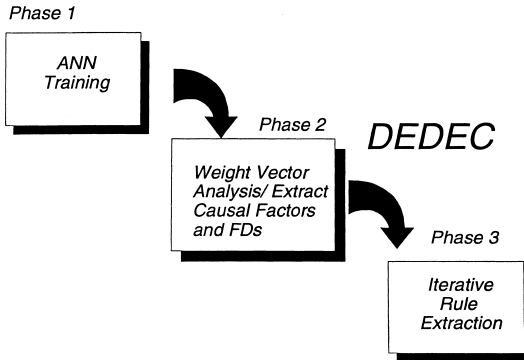 Phase 1
ANN
Training
Phase 2
DEDEC
Weight Vector
Analysis/ Extract
Causal Factors
and FDs
Phase 3
Iterative
Rule
Extraction